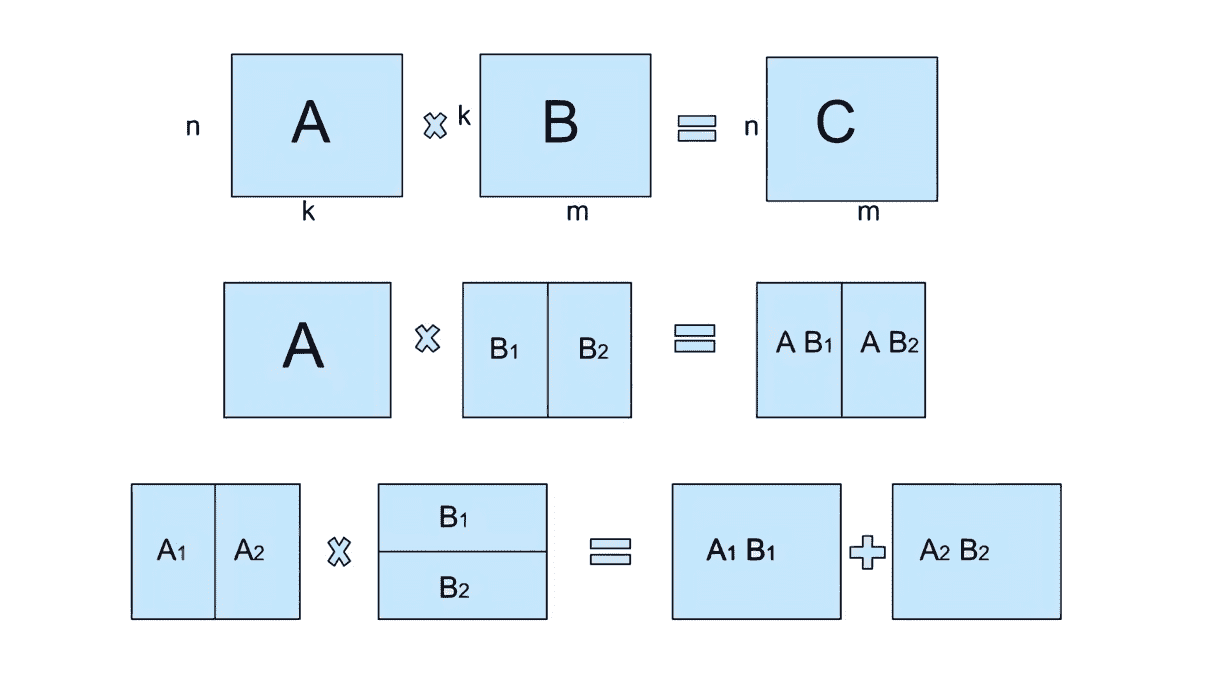 n A × k B = n C
k m m
A × B1 B2 = A B1 A B2
A1 A2 × B1 = A1 B1 + A2 B2
B2